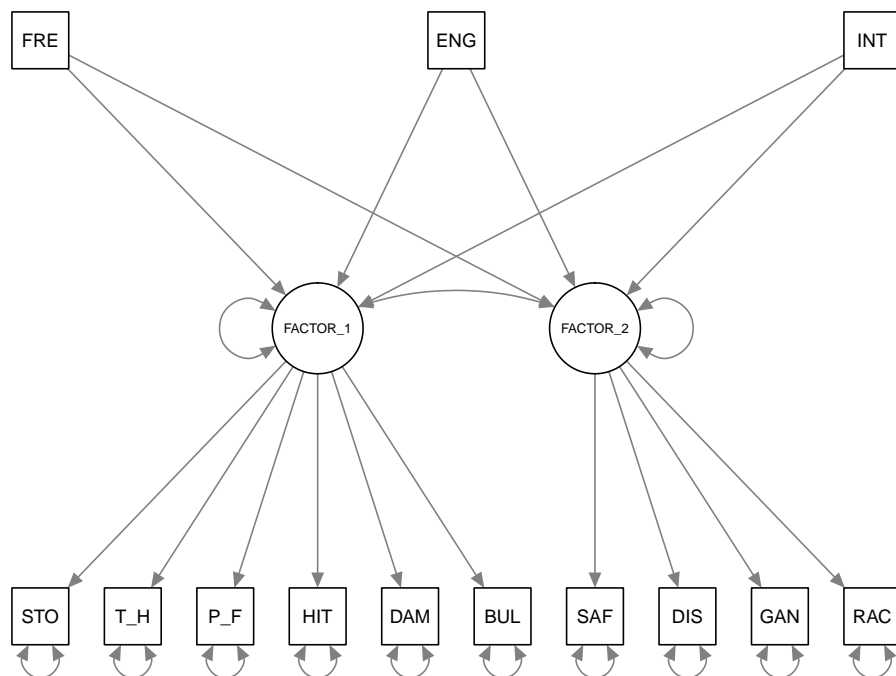 FRE
ENG
INT
FACTOR_1
FACTOR_2
STO
T_H
P_F
HIT
DAM
BUL
SAF
DIS
GAN
RAC